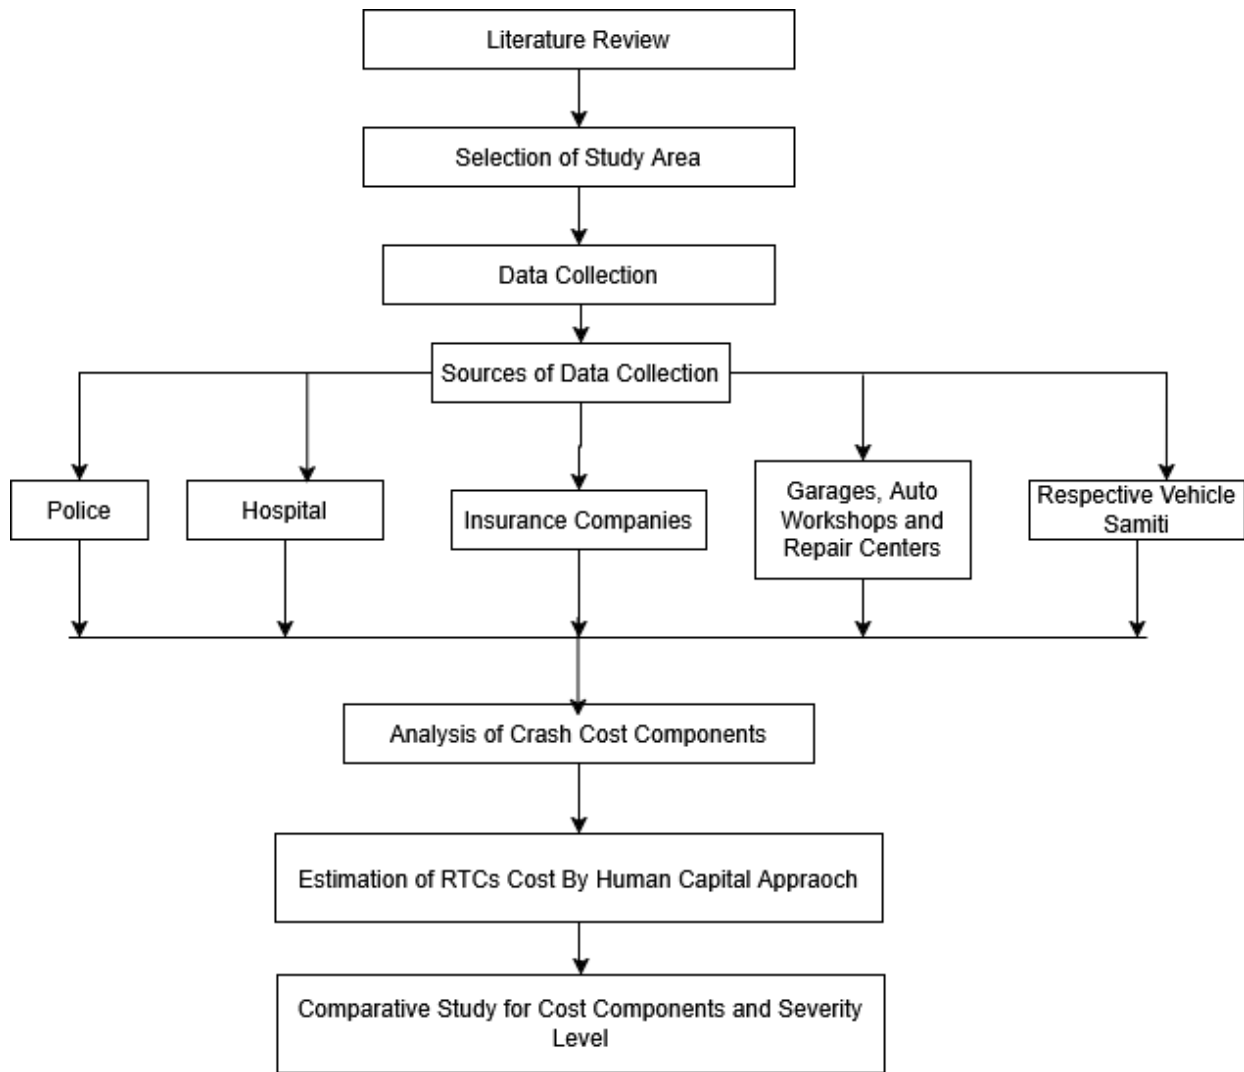 Literature Review
Selection of Study Area
Data Collection
Sources of Data Collection
Police
Hospital
Insurance Companies
Garages, Auto
Workshops and
Repair Centers
Respective Vehicle
Samiti
Analysis of Crash Cost Components
Estimation of RTCs Cost By Human Capital Appraoch
Comparative Study for Cost Components and Severity
Level